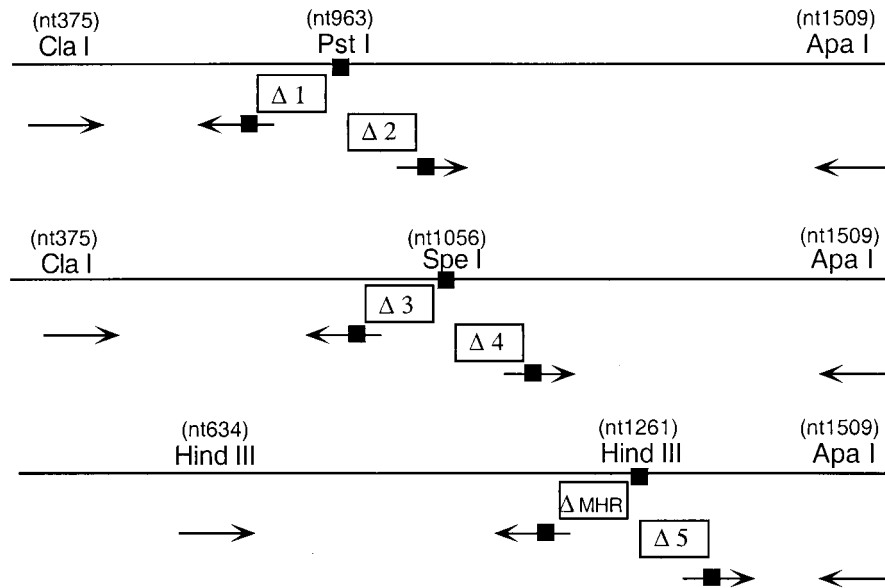 (nt375) (nt963) (nt1509)
Cla I Pst I Apa I
Δ 1
Δ 2
(nt375) (nt1056) (nt1509)
Cla I Spe I Apa I
Δ 3
Δ 4
(nt634) (nt1261) (nt1509)
Hind III Hind III Apa I
Δ MHR
Δ 5